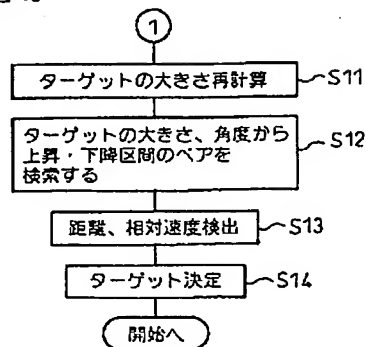 1
ターゲットの大きさ再計算 S11
ターゲットの大きさ、角度から
上昇・下降区間のペアを
検索する
S12
距離、相対速度検出 S13
ターゲット決定 S14
開始へ